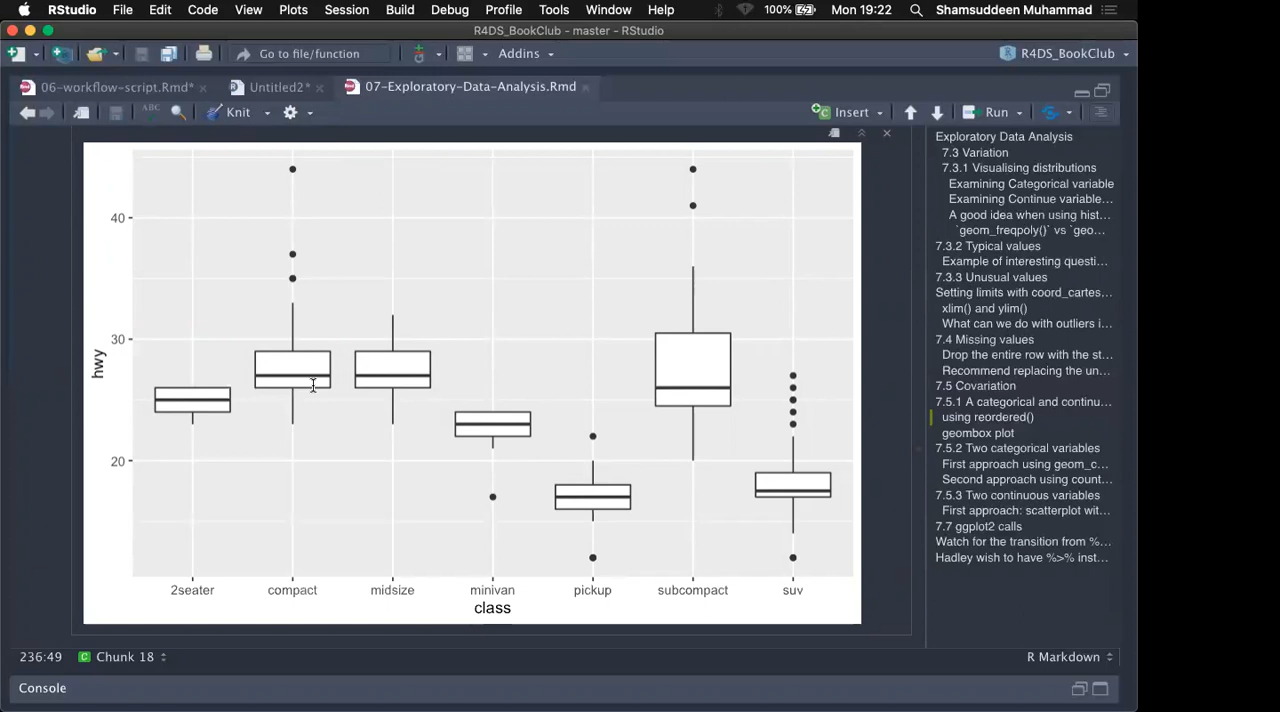 RStudio File Edit Code View Plots Session Build Debug Profile Tools Window Help 100% Mon 19:22 Shamsuddeen Muhammad
R4DS_BookClub - master - RStudio
Go to file/function Addins R4DS_BookClub
06-workflow-script.Rmd* Untitled2* 07-Exploratory-Data-Analysis.Rmd
ABC Knit Insert Run
hwy
40
30
20
2seater compact midsize minivan pickup subcompact suv
class
Exploratory Data Analysis
7.3 Variation
7.3.1 Visualising distributions
Examining Categorical variable
Examining Continue variable...
A good idea when using hist...
`geom_freqpoly()` vs `geo...
7.3.2 Typical values
Example of interesting questi...
7.3.3 Unusual values
Setting limits with coord_cartes...
xlim() and ylim()
What can we do with outliers i...
7.4 Missing values
Drop the entire row with the st...
Recommend replacing the un...
7.5 Covariation
7.5.1 A categorical and continu...
using reordered()
geombox plot
7.5.2 Two categorical variables
First approach using geom_c...
Second approach using count...
7.5.3 Two continuous variables
First approach: scatterplot wit...
7.7 ggplot2 calls
Watch for the transition from %...
Hadley wish to have %>% inst...
236:49 C Chunk 18 R Markdown
Console